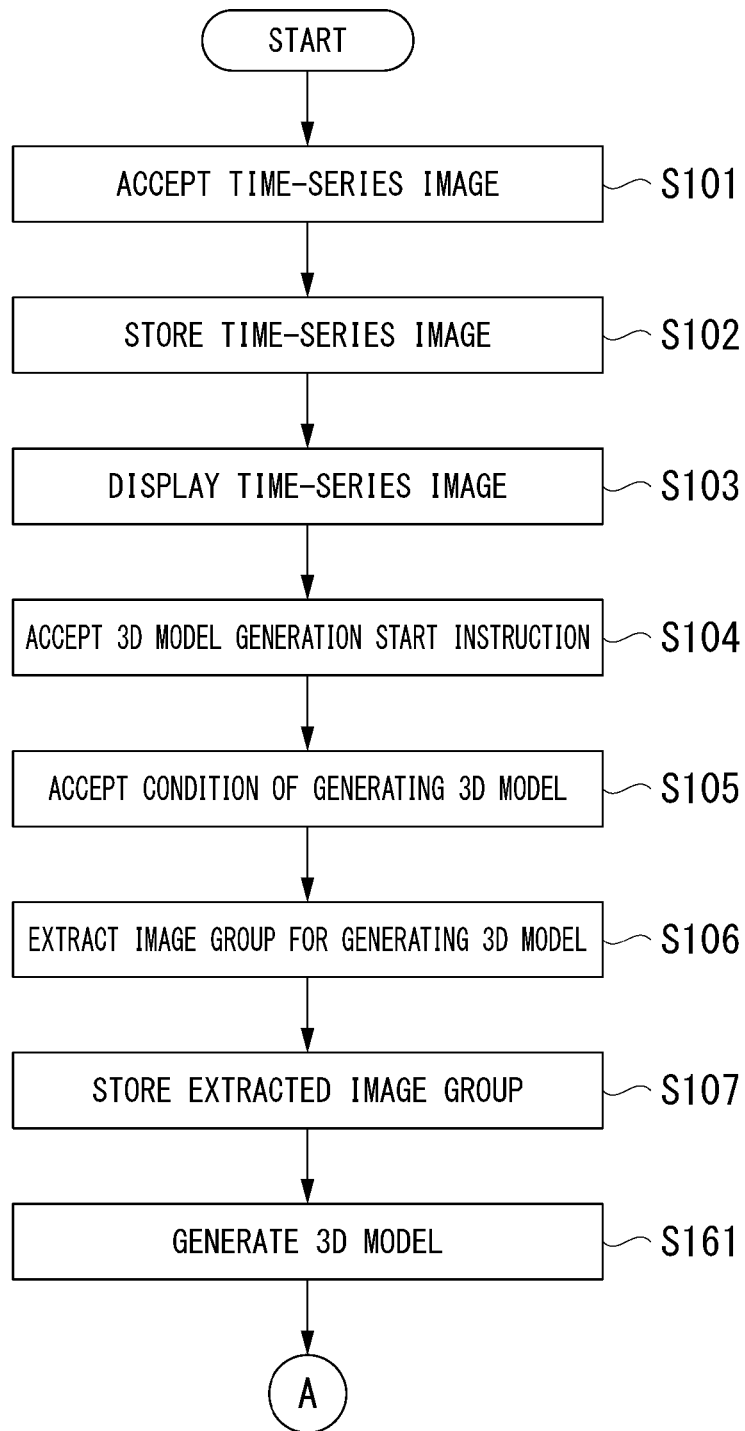 START
ACCEPT TIME-SERIES IMAGE S101
STORE TIME-SERIES IMAGE S102
DISPLAY TIME-SERIES IMAGE S103
ACCEPT 3D MODEL GENERATION START INSTRUCTION S104
ACCEPT CONDITION OF GENERATING 3D MODEL S105
EXTRACT IMAGE GROUP FOR GENERATING 3D MODEL S106
STORE EXTRACTED IMAGE GROUP S107
GENERATE 3D MODEL S161
A